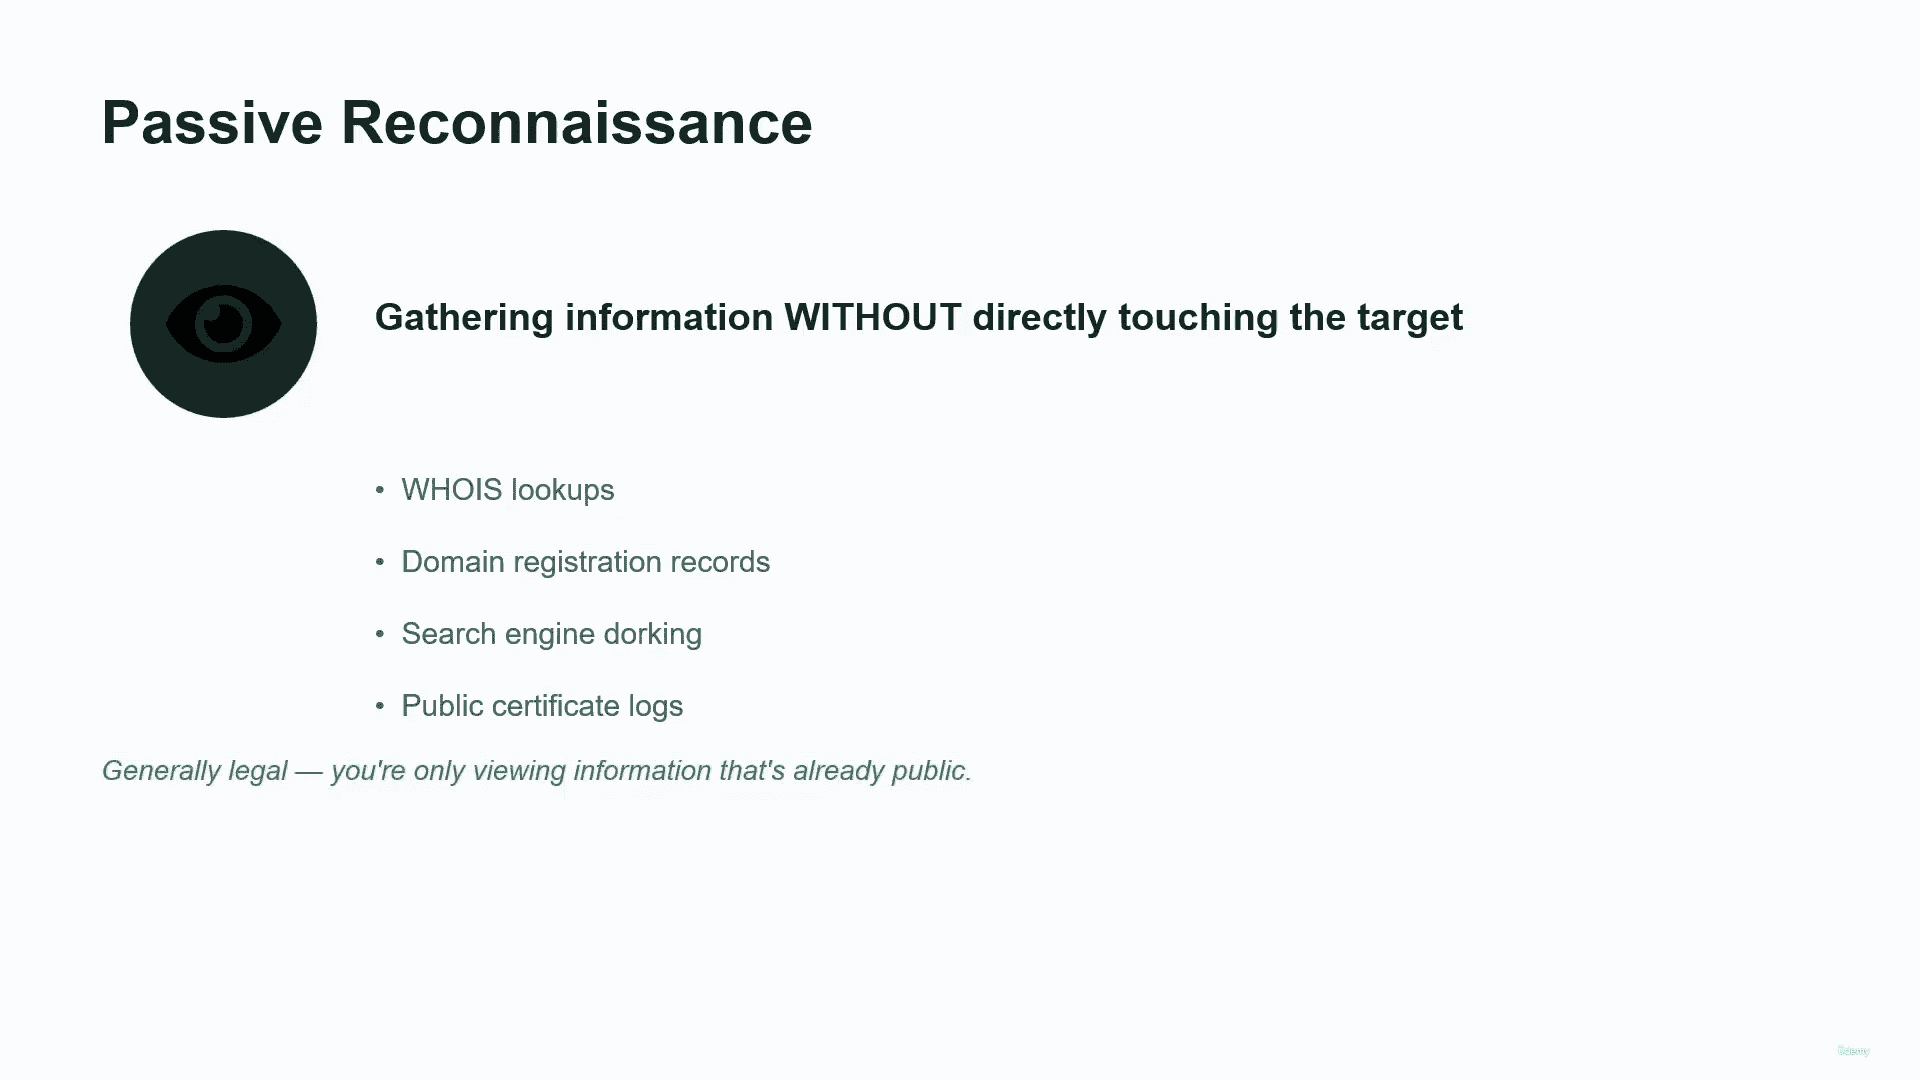 Passive Reconnaissance
Gathering information WITHOUT directly touching the target
• WHOIS lookups
• Domain registration records
• Search engine dorking
• Public certificate logs
Generally legal — you're only viewing information that's already public.
ûdemy